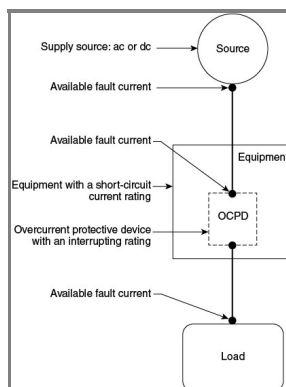 Supply source: ac or dc
Source
Available fault current
Available fault current
Equipment
Equipment with a short-circuit
current rating
OCPD
Overcurrent protective device
with an interrupting rating
Available fault current
Load